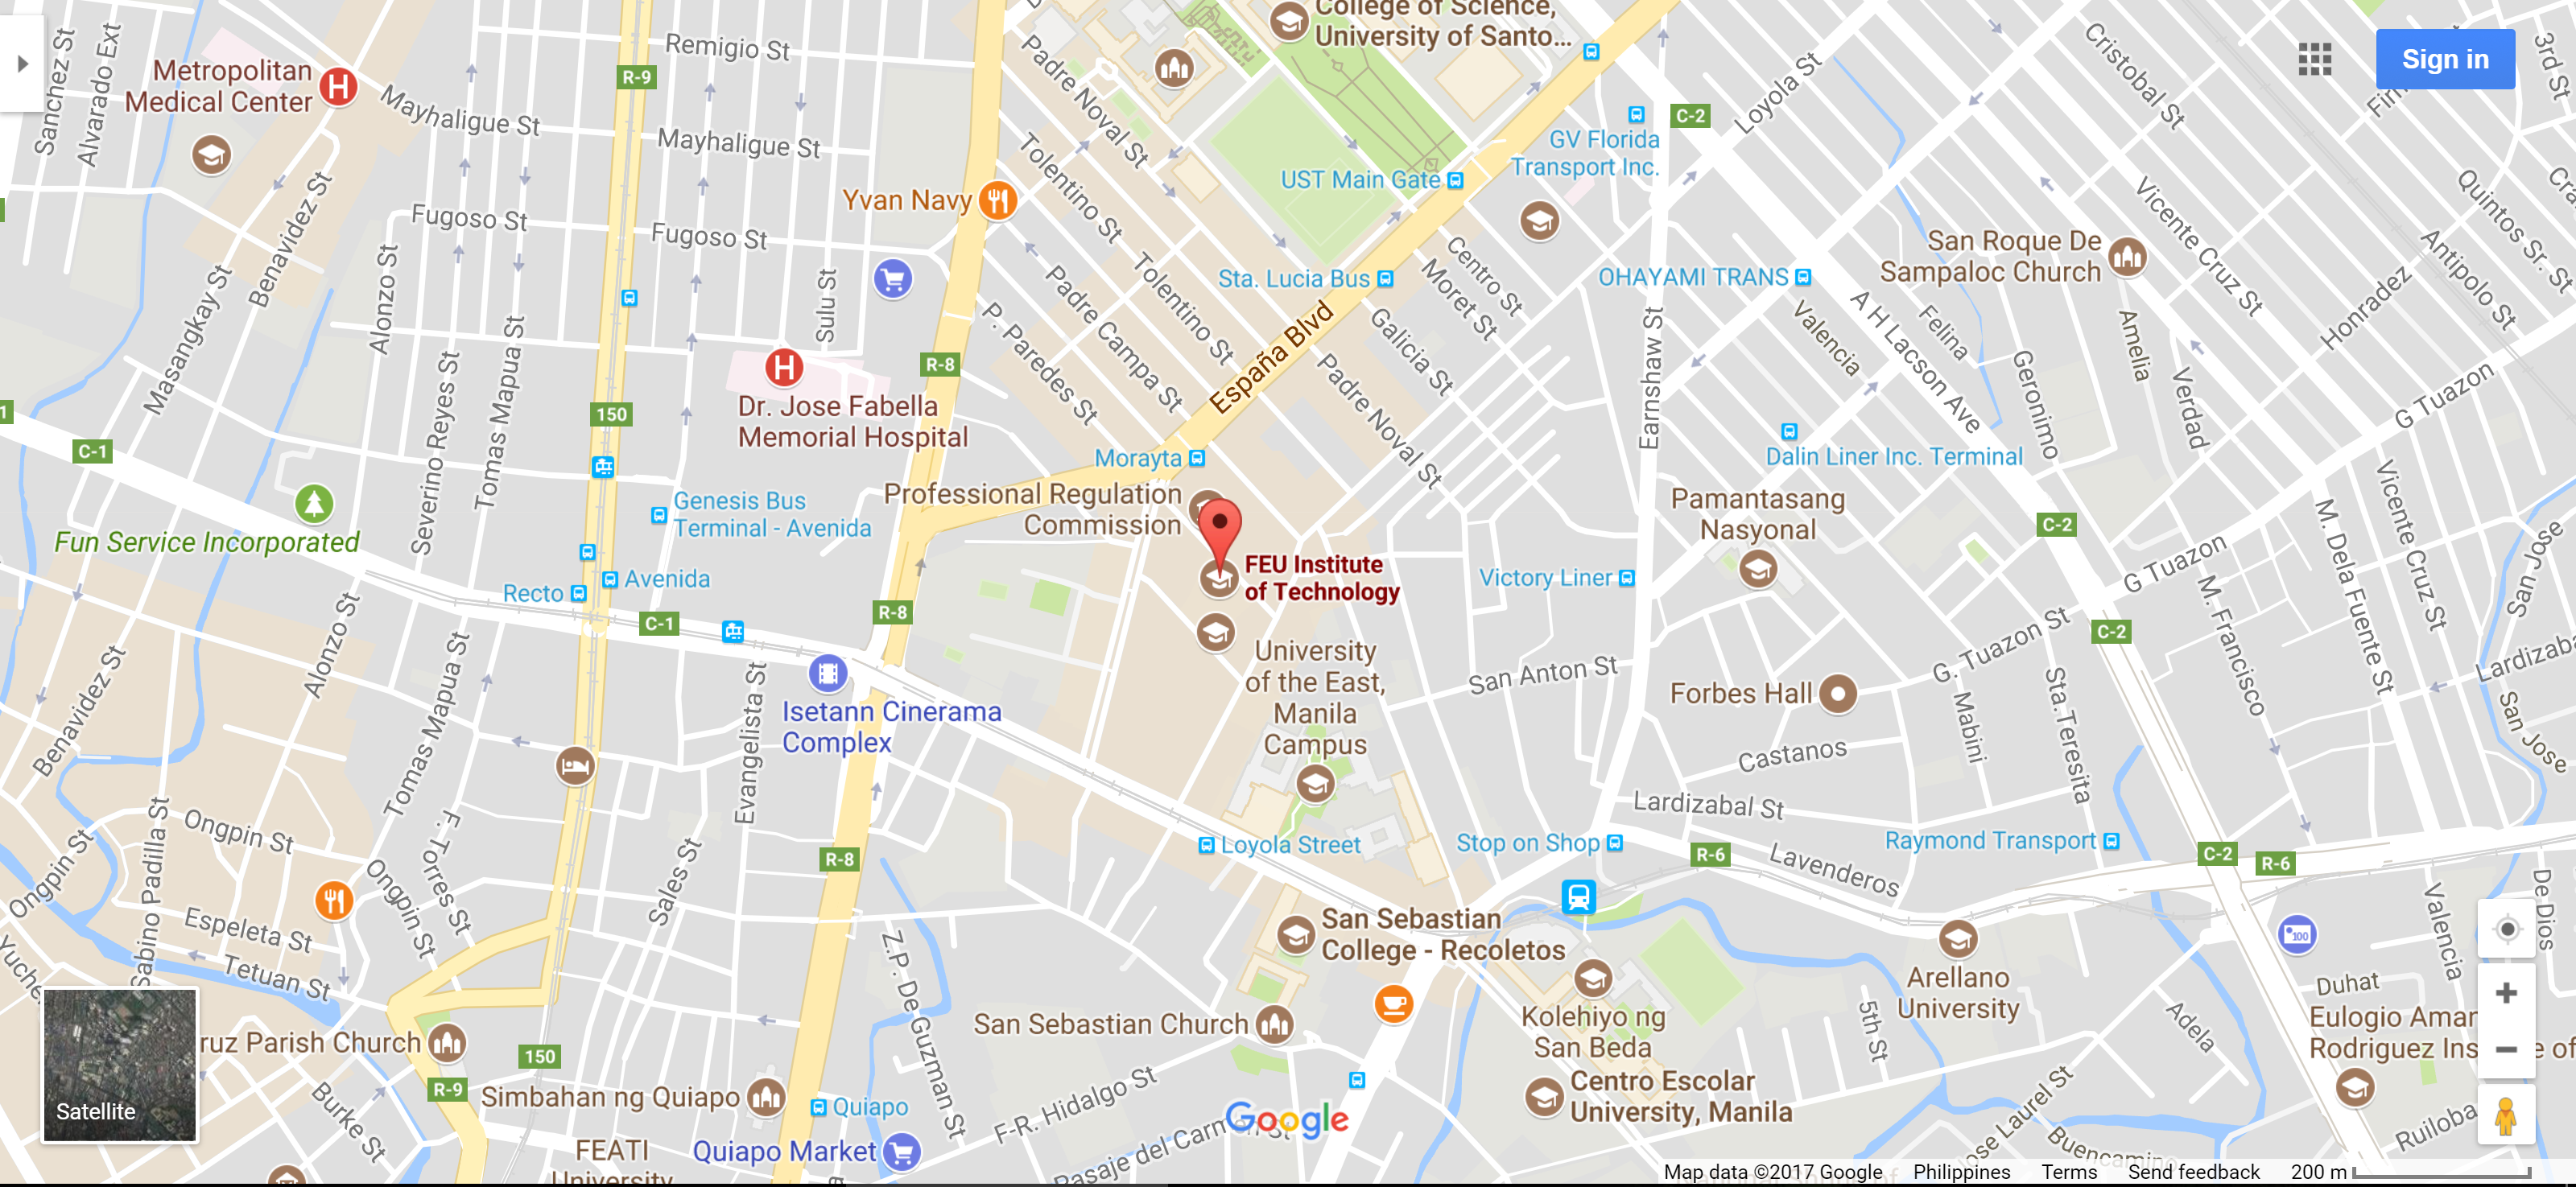 College of Science,
University of Santo...
Remigio St
Sign in
Metropolitan
Medical Center
Sanchez St
Alvarado Ext
R-9
Padre Noval St
Cristobal St
3rd St
Loyola St
C-2
Mayhaligue St
Mayhaligue St
GV Florida
Transport Inc.
UST Main Gate
Tolentino St
Yvan Navy
Benavidez St
Fugoso St
Fugoso St
Vicente Cruz St
Quintos Sr. St
San Roque De
Sampaloc Church
Antipolo St
Centro St
Moret St
Sta. Lucia Bus
OHAYAMI TRANS
Masangkay St
Alonzo St
Sulu St
Padre Campa St
Tolentino St
Honradez
Valencia
A H Lacson Ave
Felina
Amelia
P. Paredes St
España Blvd
Galicia St
Earnshaw St
Tomas Mapua St
Severino Reyes St
R-8
Padre Noval St
Geronimo
Verdad
G Tuazon
Dr. Jose Fabella
Memorial Hospital
150
1
C-1
Morayta
Dalin Liner Inc. Terminal
Professional Regulation
Commission
Genesis Bus
Terminal - Avenida
Pamantasang
Nasyonal
C-2
Vicente Cruz St
M. Dela Fuente St
San Jose
Fun Service Incorporated
FEU Institute
of Technology
Victory Liner
G Tuazon
M. Francisco
Recto
Avenida
C-1
R-8
Alonzo St
C-2
G. Tuazon St
University
of the East,
Manila
Campus
San Anton St
Forbes Hall
Sta.Teresita
Mabini
San Jose
Benavidez St
Tomas Mapua St
Evangelista St
Isetann Cinerama
Complex
Castanos
Lardizabal St
Ongpin St
Ongpin St
Sabino Padilla St
F. Torres St
Ongpin St
Sales St
R-8
Loyola Street
Stop on Shop
R-6
Lavenderos
Raymond Transport
C-2
R-6
Valencia
De Dios
Espeleta St
Tetuan St
San Sebastian
College - Recoletos
Z.P. De Guzman St
Arellano
University
Duhat
Adela
5th St
San Sebastian Church
Kolehiyo ng
San Beda
Eulogio Amar
Rodriguez Ins
e of
ruz Parish Church
150
R-9
Simbahan ng Quiapo
Quiapo
F-R. Hidalgo St
Centro Escolar
University, Manila
Satellite
Burke St
FEATI
University
Quiapo Market
Google
Pasaje del Carmen St
Jose Laurel St
Buencamino
Ruiloba
Map data ©2017 Google Philippines Terms Send feedback 200 m